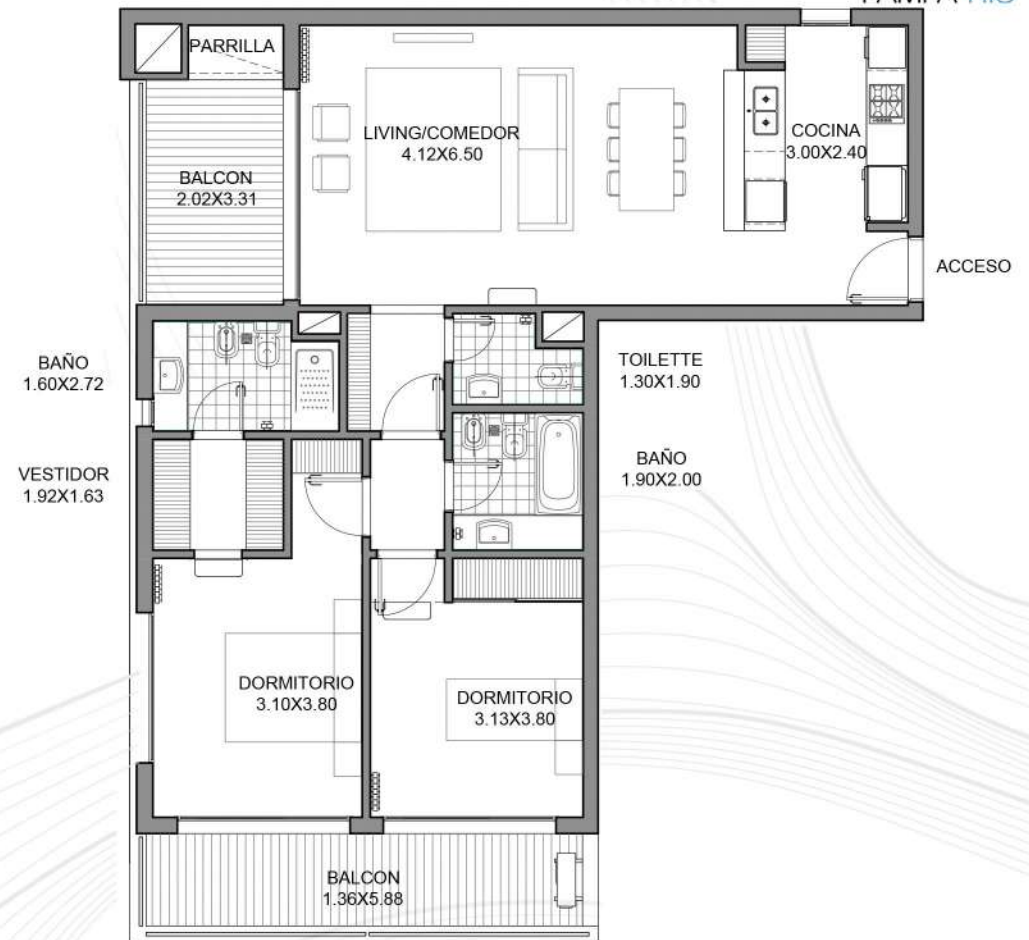 PARRILLA
LIVING/COMEDOR
4.12X6.50
COCINA
3.00X2.40
BALCON
2.02X3.31
ACCESO
BAÑO
1.60X2.72
TOILETTE
1.30X1.90
VESTIDOR
1.92X1.63
BAÑO
1.90X2.00
DORMITORIO
3.10X3.80
DORMITORIO
3.13X3.80
BALCON
1.36X5.88